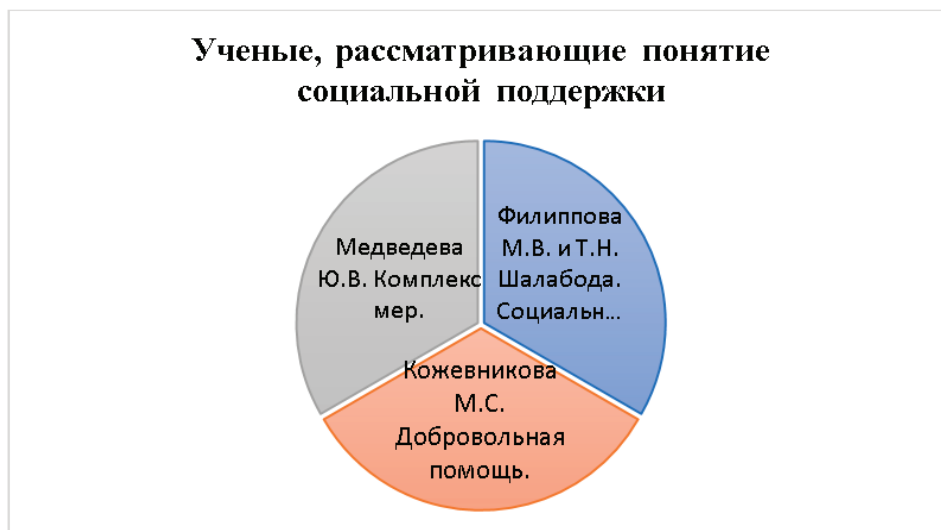 Ученые, рассматривающие понятие
социальной поддержки
Филиппова
М.В. и Т.Н.
Шалабода.
Социальн...
Кожевникова
М.С.
Добровольная
помощь.
Медведева
Ю.В. Комплекс
мер.